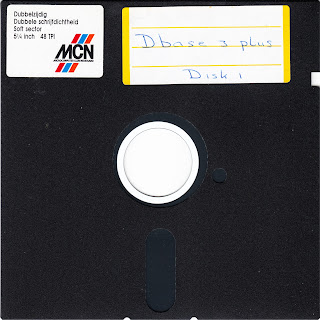 Dubbelzijdig
Dubbele schrijfdichtheid
Soft sector
5¼ inch 48 TPI
MCN
Dbase 3 plus
Disk 1